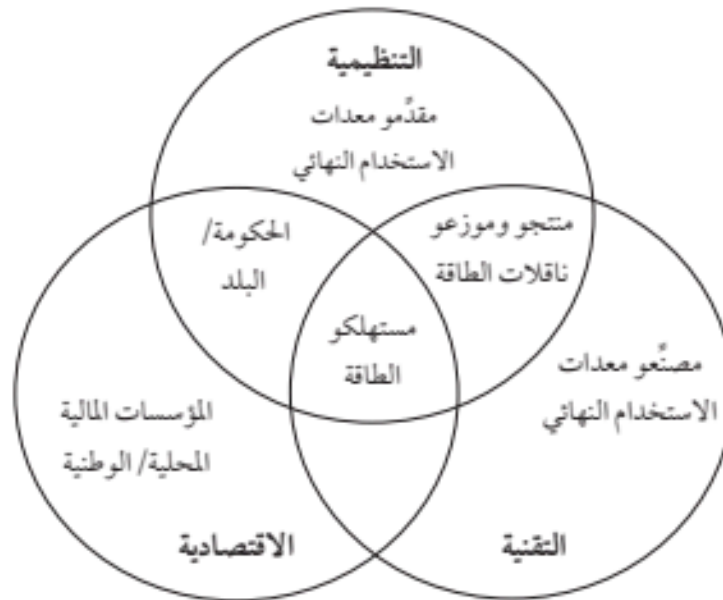 التنظيمية
مقدِّمو معدات
الاستخدام النهائي
الحكومة/
البلد
منتجو وموزعو
ناقلات الطاقة
مستهلكو
الطاقة
المؤسسات المالية
المحلية/ الوطنية
مصنِّعو معدات
الاستخدام النهائي
الاقتصادية
التقنية